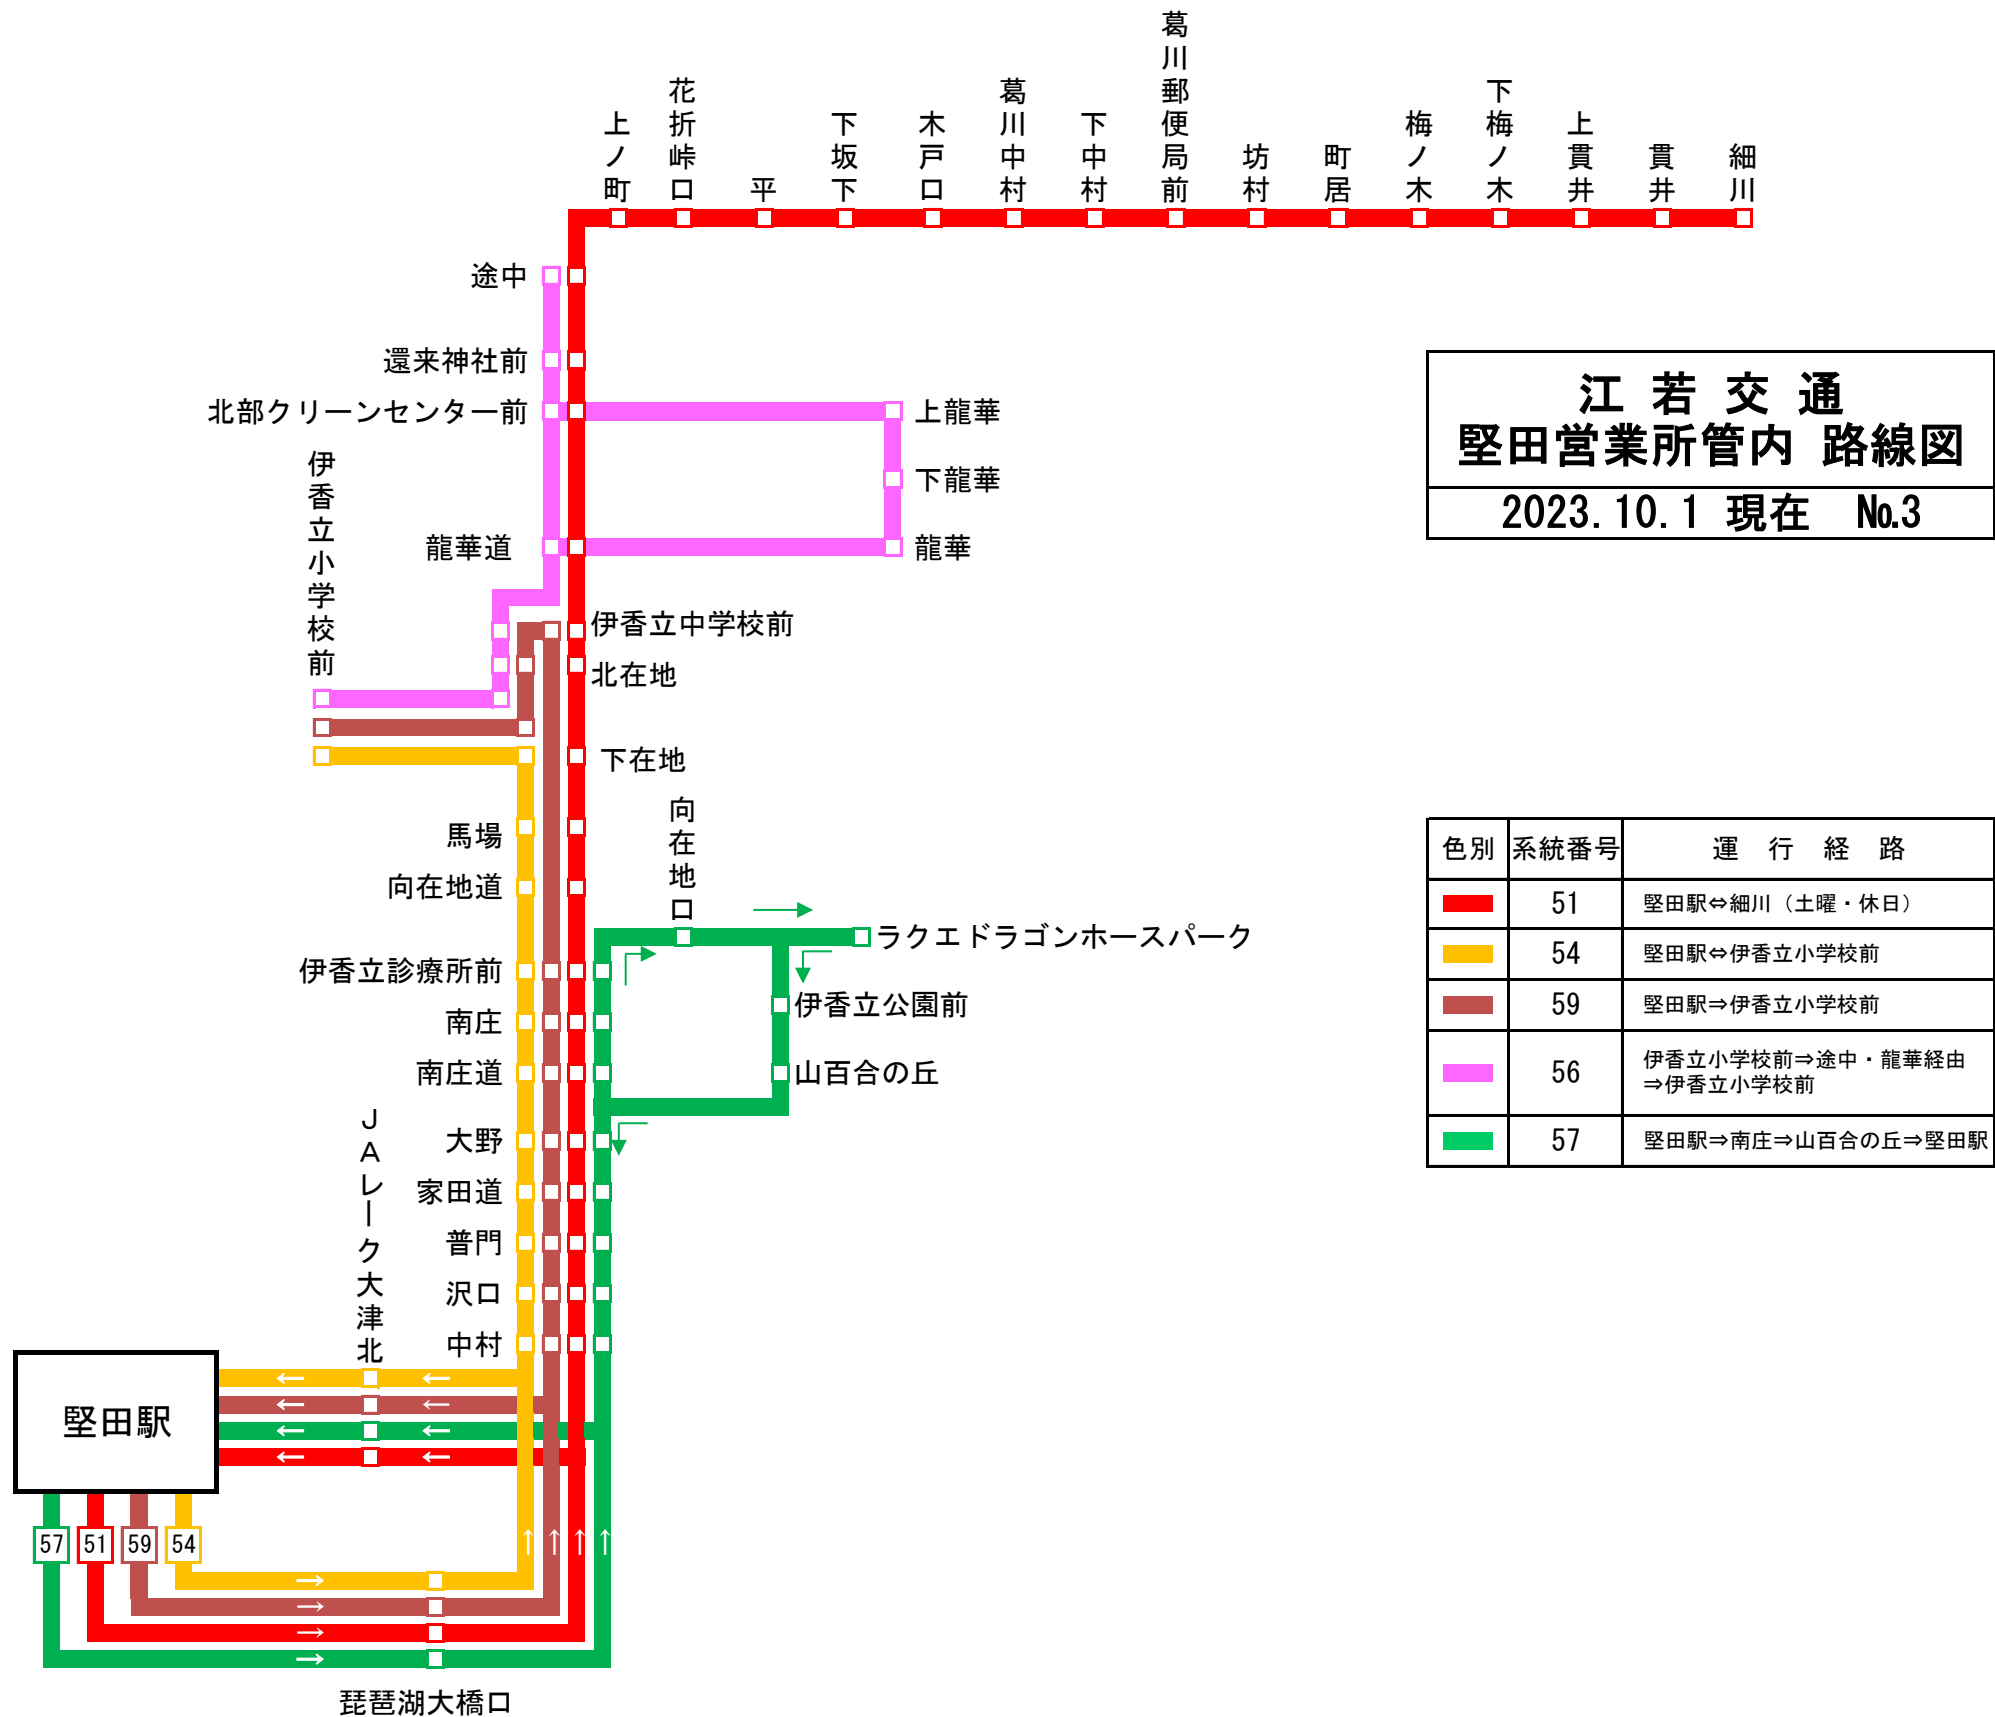 上ノ町
花折峠口
平
下坂下
木戸口
葛川中村
下中村
葛川郵便局前
坊村
町居
梅ノ木
下梅ノ木
上貫井
貫井
細川
途中
還来神社前
北部クリーンセンター前
上龍華
下龍華
龍華道
龍華
伊香立小学校前
伊香立中学校前
北在地
下在地
馬場
向在地道
向在地口
ラクエドラゴンホースパーク
伊香立診療所前
伊香立公園前
南庄
南庄道
山百合の丘
大野
家田道
普門
沢口
中村
JAレーク大津北
堅田駅
← ←
← ←
← ←
← ←
57 51 59 54
↑ ↑ ↑ ↑
→
→
→
→
琵琶湖大橋口
江若交通
堅田営業所管内 路線図
2023.10.1 現在 №3
色別 系統番号 運行経路
51 堅田駅⇔細川（土曜・休日）
54 堅田駅⇔伊香立小学校前
59 堅田駅⇒伊香立小学校前
56 伊香立小学校前⇒途中・龍華経由
⇒伊香立小学校前
57 堅田駅⇒南庄⇒山百合の丘⇒堅田駅